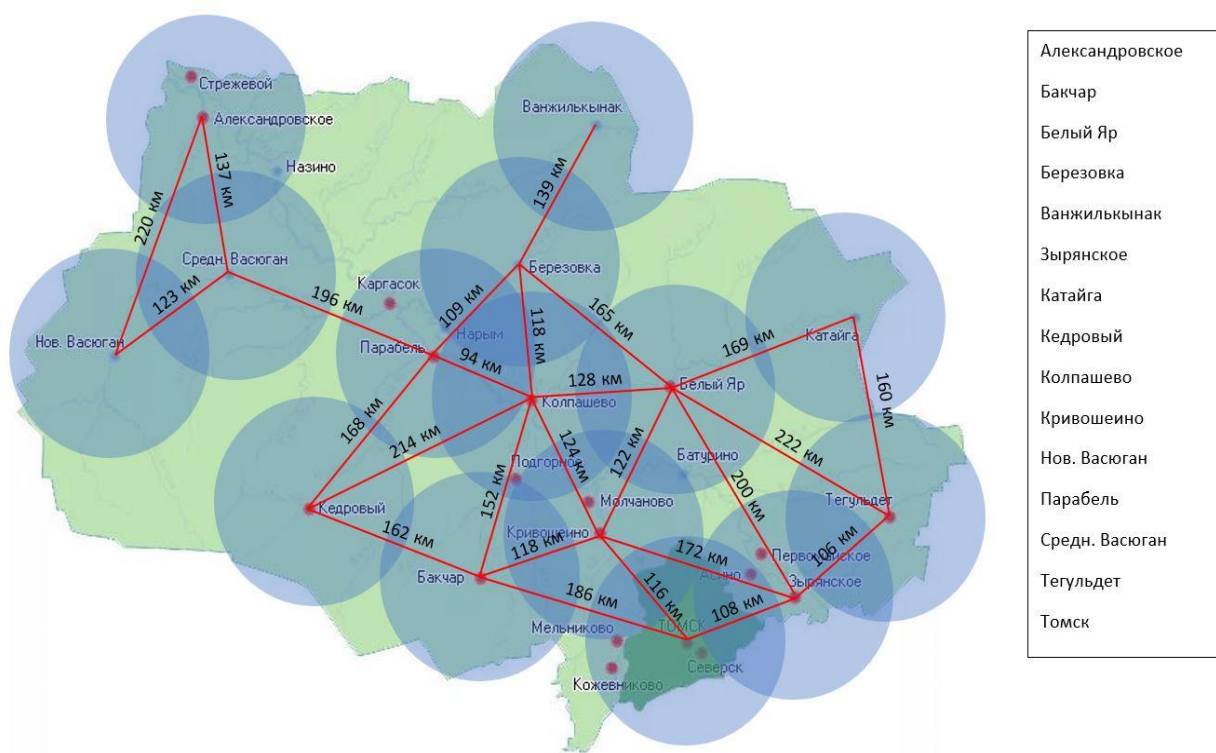 Стрежевой
Александровское
Назино
137 км
220 км
Средн. Васюган
123 км
Нов. Васюган
196 км
Каргасок
Ванжилькынак
139 км
Березовка
109 км
Нарым
Парабель
118 км
165 км
94 км
Колпашево
128 км
Белый Яр
169 км
Катайга
160 км
168 км
214 км
Кедровый
162 км
152 км
Подгорное
124 км
Молчаново
122 км
Батурино
222 км
200 км
Тегульдет
Кривошеино
118 км
Бакчар
186 км
172 км
Первомайское
Асино
Зырянское
106 км
116 км
108 км
Мельниково
ТОМСК
Северск
Кожевниково
Александровское
Бакчар
Белый Яр
Березовка
Ванжилькынак
Зырянское
Катайга
Кедровый
Колпашево
Кривошеино
Нов. Васюган
Парабель
Средн. Васюган
Тегульдет
Томск